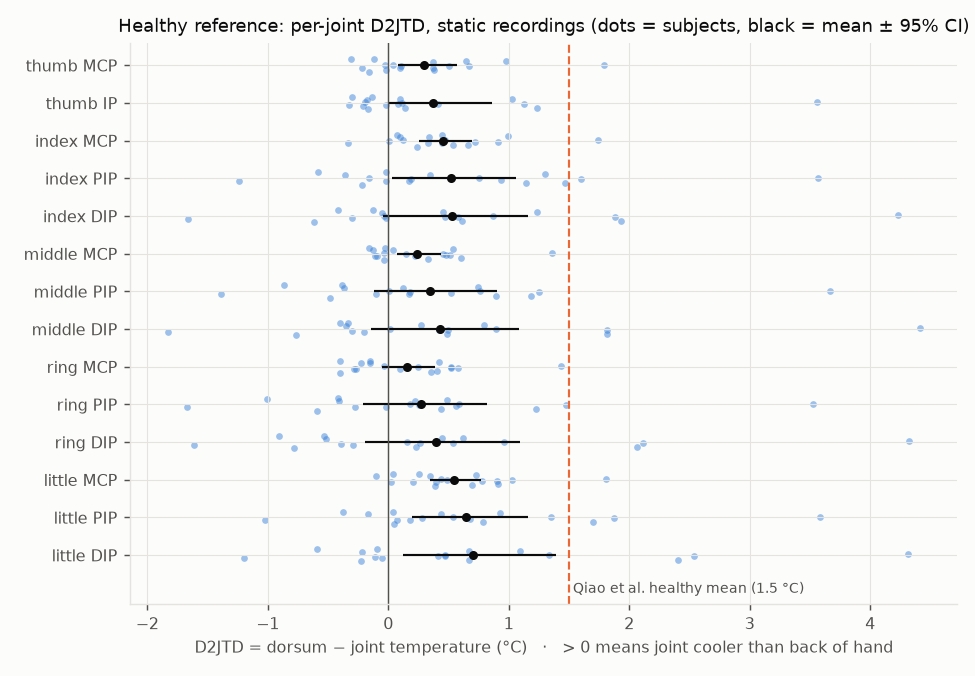 Healthy reference: per-joint D2JTD, static recordings (dots = subjects, black = mean ± 95% CI)
thumb MCP
thumb IP
index MCP
index PIP
index DIP
middle MCP
middle PIP
middle DIP
ring MCP
ring PIP
ring DIP
little MCP
little PIP
little DIP
Qiao et al. healthy mean (1.5 °C)
−2 −1 0 1 2 3 4
D2JTD = dorsum − joint temperature (°C) · > 0 means joint cooler than back of hand